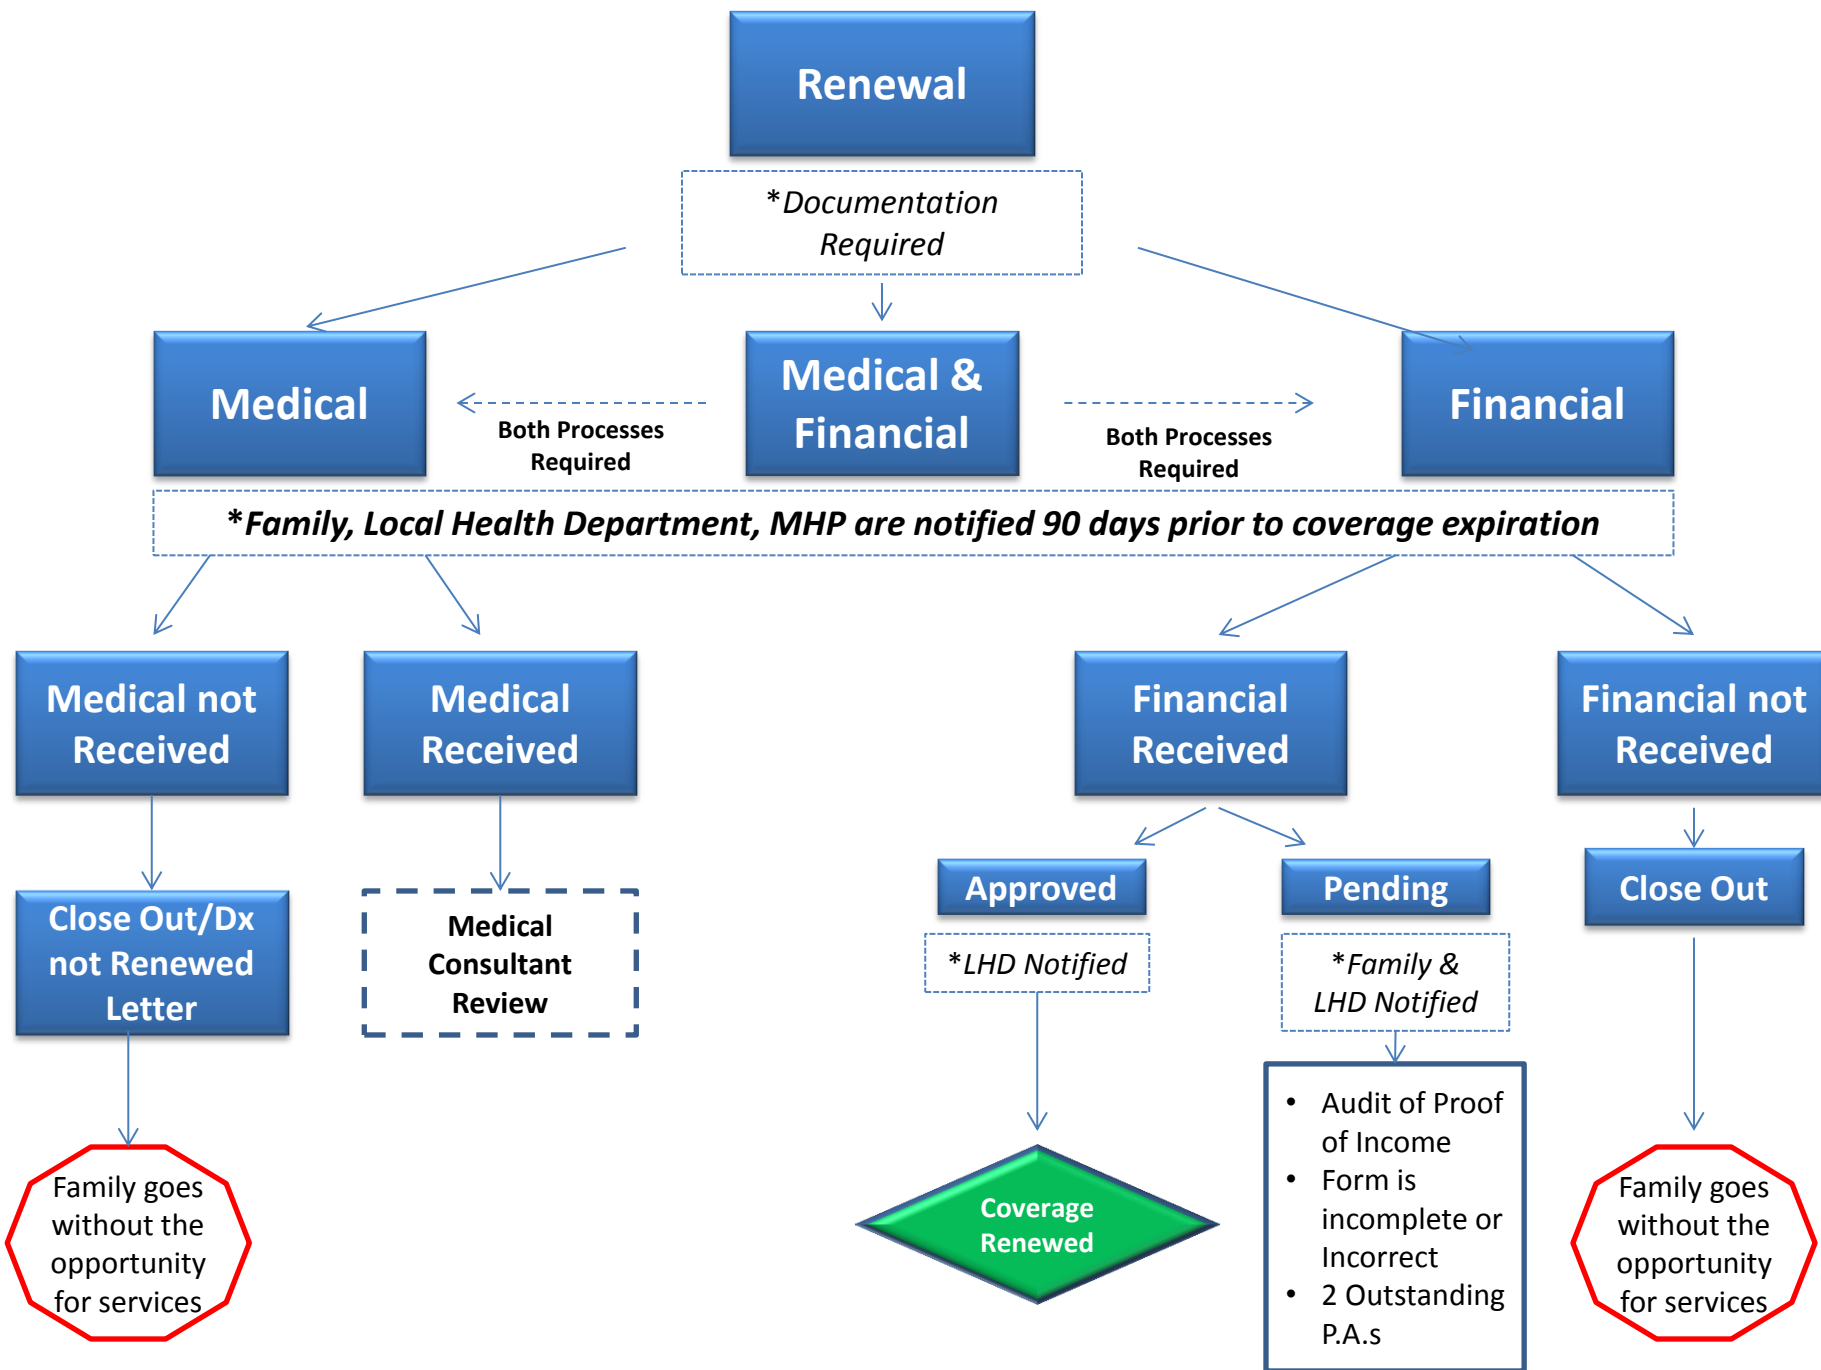 Renewal
*Documentation
Required
Medical
Medical &
Financial
Financial
Both Processes
Required
Both Processes
Required
*Family, Local Health Department, MHP are notified 90 days prior to coverage expiration
Medical not
Received
Medical
Received
Financial
Received
Financial not
Received
Close Out/Dx
not Renewed
Letter
Medical
Consultant
Review
Approved
Pending
Close Out
*LHD Notified
*Family &
LHD Notified
Family goes
without the
opportunity
for services
Coverage
Renewed
• Audit of Proof
of Income
• Form is
incomplete or
Incorrect
• 2 Outstanding
P.A.s
Family goes
without the
opportunity
for services